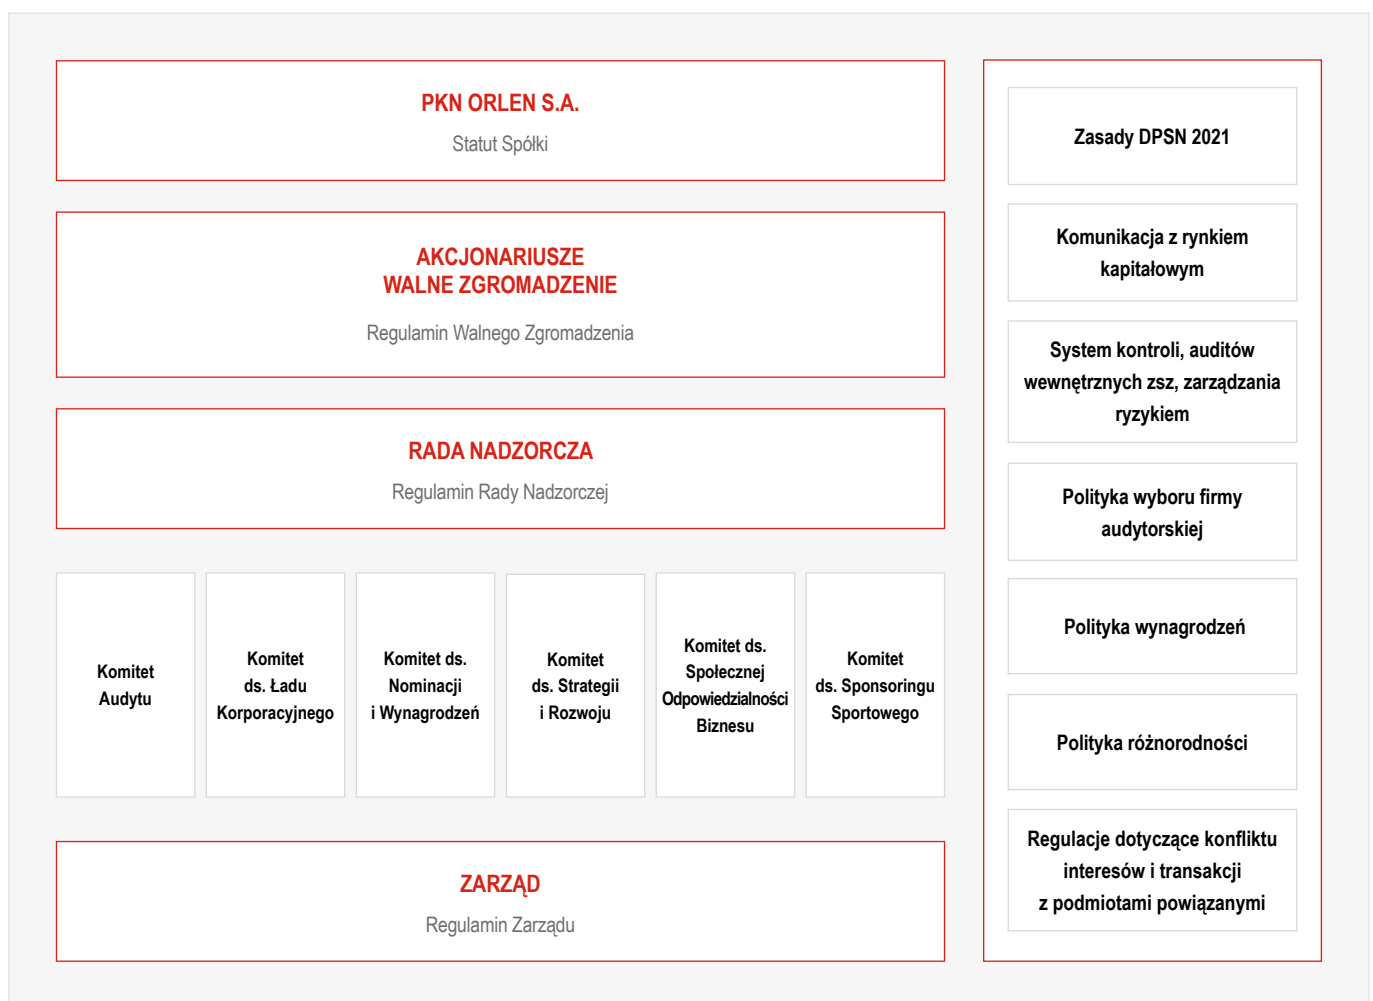 PKN ORLEN S.A.
Statut Spółki
AKCJONARIUSZE
WALNE ZGROMADZENIE
Regulamin Walnego Zgromadzenia
RADA NADZORCZA
Regulamin Rady Nadzorczej
Komitet
Audytu
Komitet
ds. Ładu
Korporacyjnego
Komitet ds.
Nominacji
i Wynagrodzeń
Komitet
ds. Strategii
i Rozwoju
Komitet ds.
Społecznej
Odpowiedzialności
Biznesu
Komitet
ds. Sponsoringu
Sportowego
ZARZĄD
Regulamin Zarządu
Zasady DPSN 2021
Komunikacja z rynkiem
kapitałowym
System kontroli, auditów
wewnętrznych zsz, zarządzania
ryzykiem
Polityka wyboru firmy
audytorskiej
Polityka wynagrodzeń
Polityka różnorodności
Regulacje dotyczące konfliktu
interesów i transakcji
z podmiotami powiązanymi